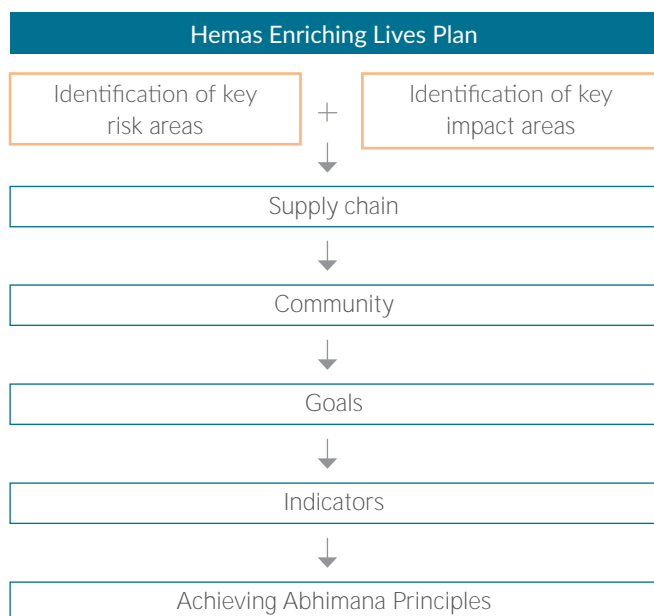 Hemas Enriching Lives Plan
Identification of key
risk areas
+
Identification of key
impact areas
Supply chain
Community
Goals
Indicators
Achieving Abhimana Principles